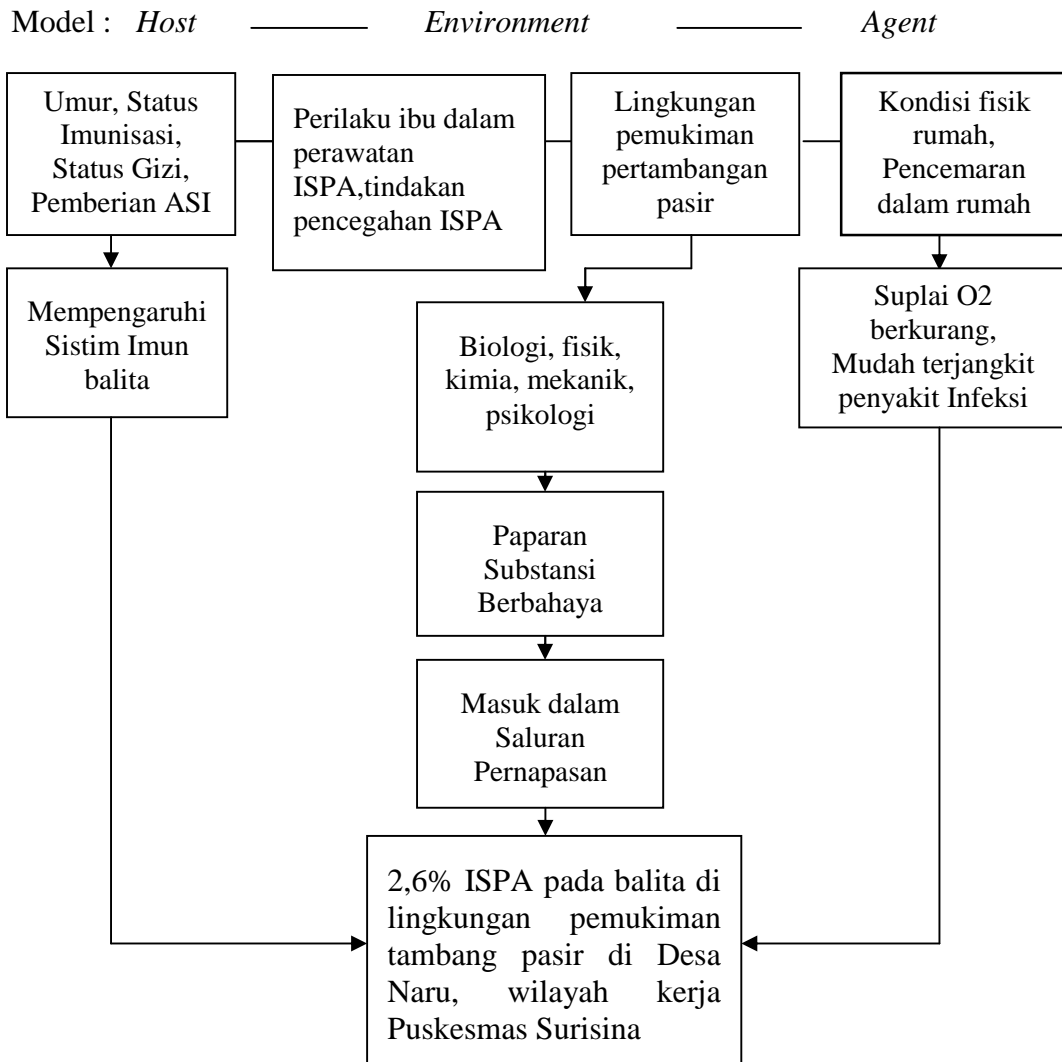 Model : Host Environment Agent
Umur, Status
Imunisasi,
Status Gizi,
Pemberian ASI
Perilaku ibu dalam
perawatan
ISPA,tindakan
pencegahan ISPA
Lingkungan
pemukiman
pertambangan
pasir
Kondisi fisik
rumah,
Pencemaran
dalam rumah
Mempengaruhi
Sistim Imun
balita
Biologi, fisik,
kimia, mekanik,
psikologi
Suplai O2
berkurang,
Mudah terjangkit
penyakit Infeksi
Paparan
Substansi
Berbahaya
Masuk dalam
Saluran
Pernapasan
2,6% ISPA pada balita di
lingkungan pemukiman
tambang pasir di Desa
Naru, wilayah kerja
Puskesmas Surisina